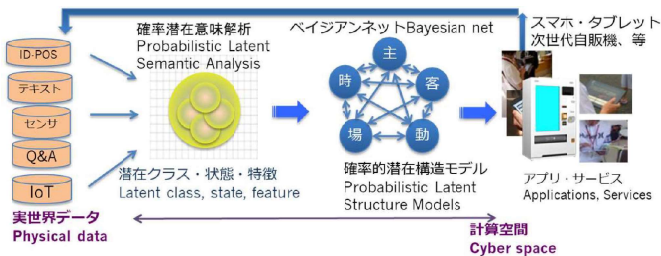 ID-POS
テキスト
センサ
Q&A
IoT
実世界データ
Physical data
確率潜在意味解析
Probabilistic Latent
Semantic Analysis
潜在クラス・状態・特徴
Latent class, state, feature
ベイジアンネットBayesian net
主
時
客
場
動
確率的潜在構造モデル
Probabilistic Latent
Structure Models
スマホ・タブレット
次世代自販機、等
アプリ・サービス
Applications, Services
計算空間
Cyber space